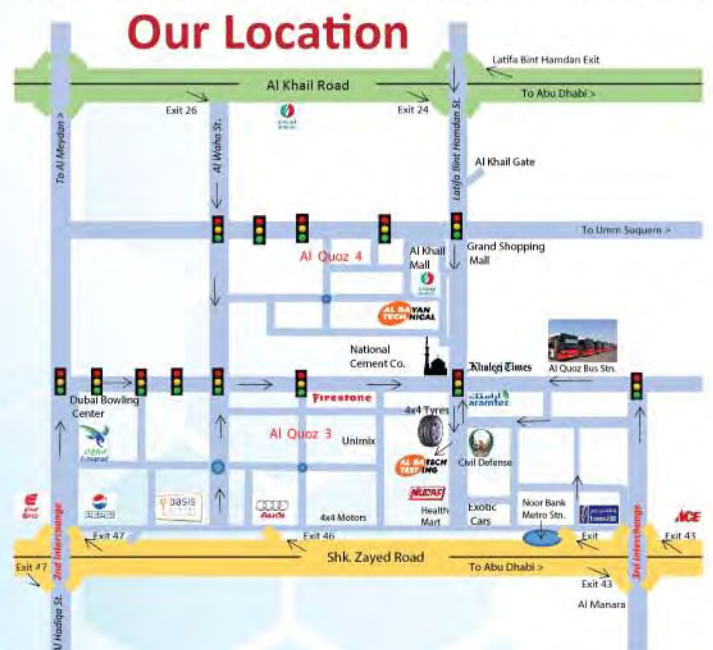 Our Location
Latifa Bint Hamdan Exit
Al Khail Road
To Abu Dhabi >
Exit 26
Exit 24
To Al Meydan >
Al Waha St.
Latifa Bint Hamdan St.
Al Khail Gate
To Umm Suquem >
Al Quoz 4
Al Khail
Mall
Grand Shopping
Mall
AL BAYAN
TECHNICAL
National
Cement Co.
Khaleej Times
Al Quoz Bus Stn.
Dubai Bowling
Center
Firestone
aramtec
4x4 Tyres
Al Quoz 3
Unimix
AL BATECH
TESTING
Civil Defense
oasis
Audi
4x4 Motors
Health
Mart
Exotic
Cars
Noor Bank
Metro Stn.
ACE
2nd Interchange
3rd Interchange
Exit 47
Exit 46
Exit
Exit 43
Shk. Zayed Road
Exit 47
To Abu Dhabi >
Exit 43
Al Manara
Al Hadiqa St.